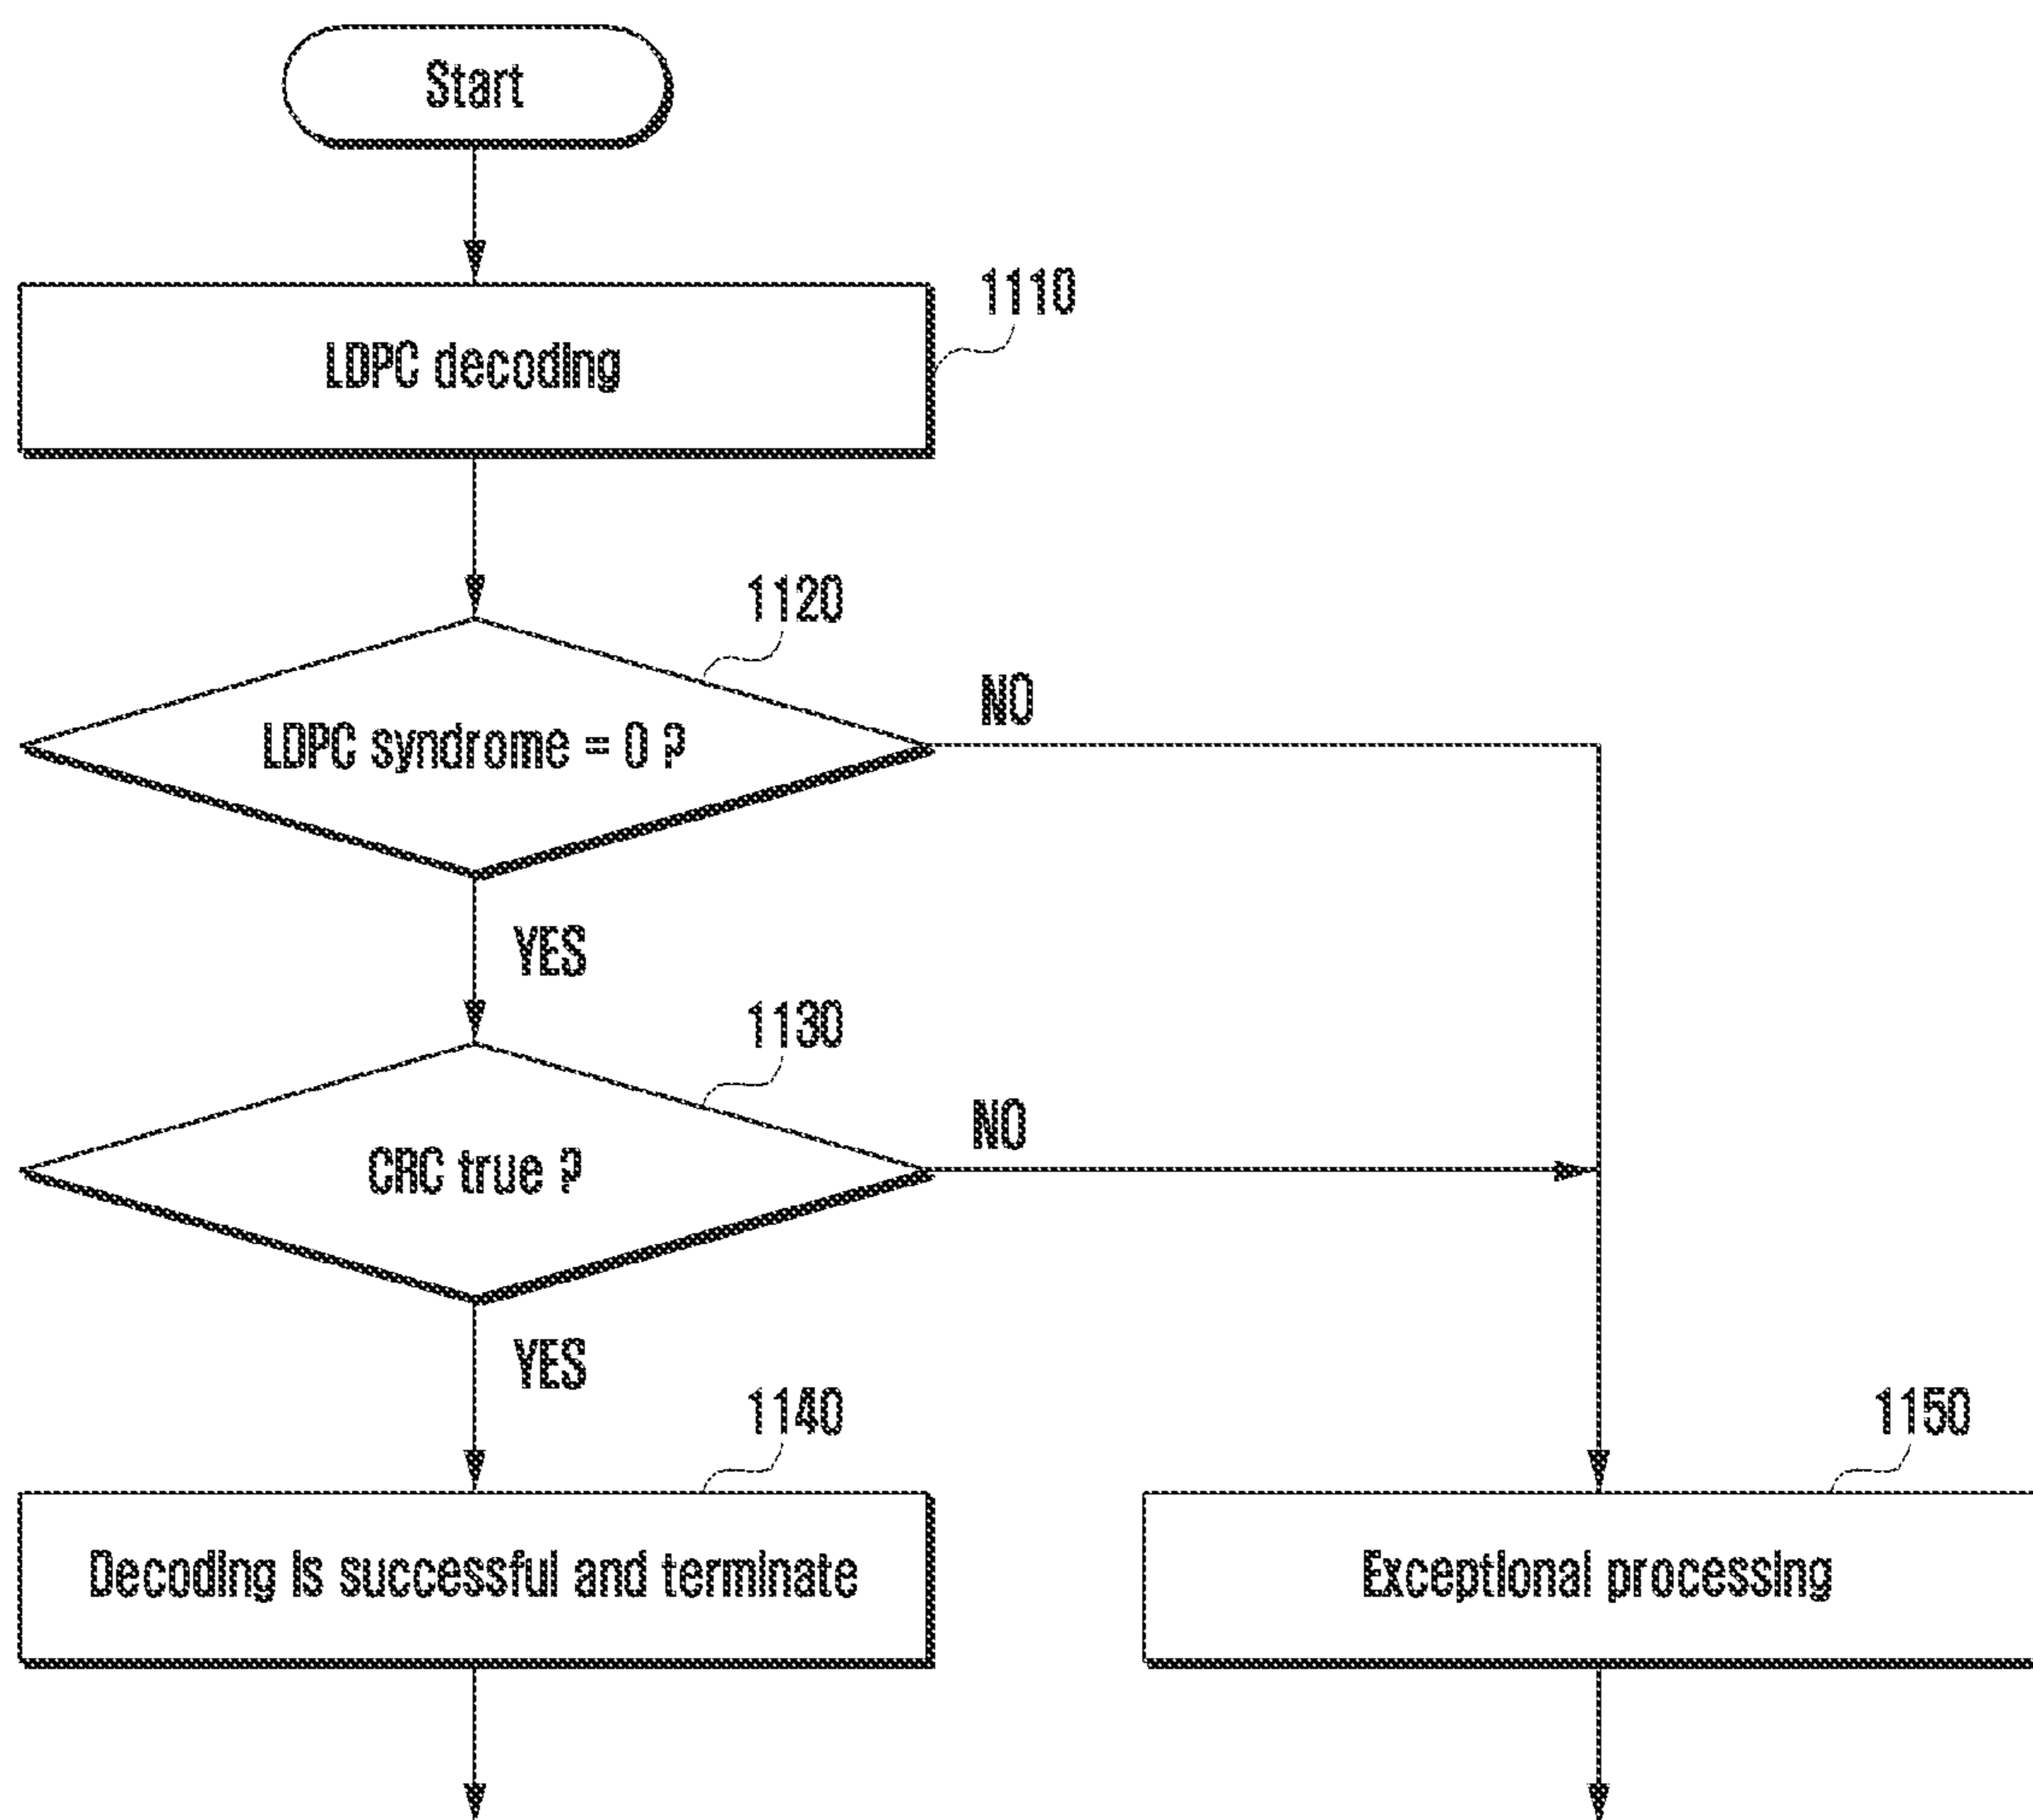 Start
1110
LDPC decoding
1120
NO
LDPC syndrome = 0 ?
YES
1130
NO
CRC true ?
YES
1140
1150
Decoding is successful and terminate
Exceptional processing